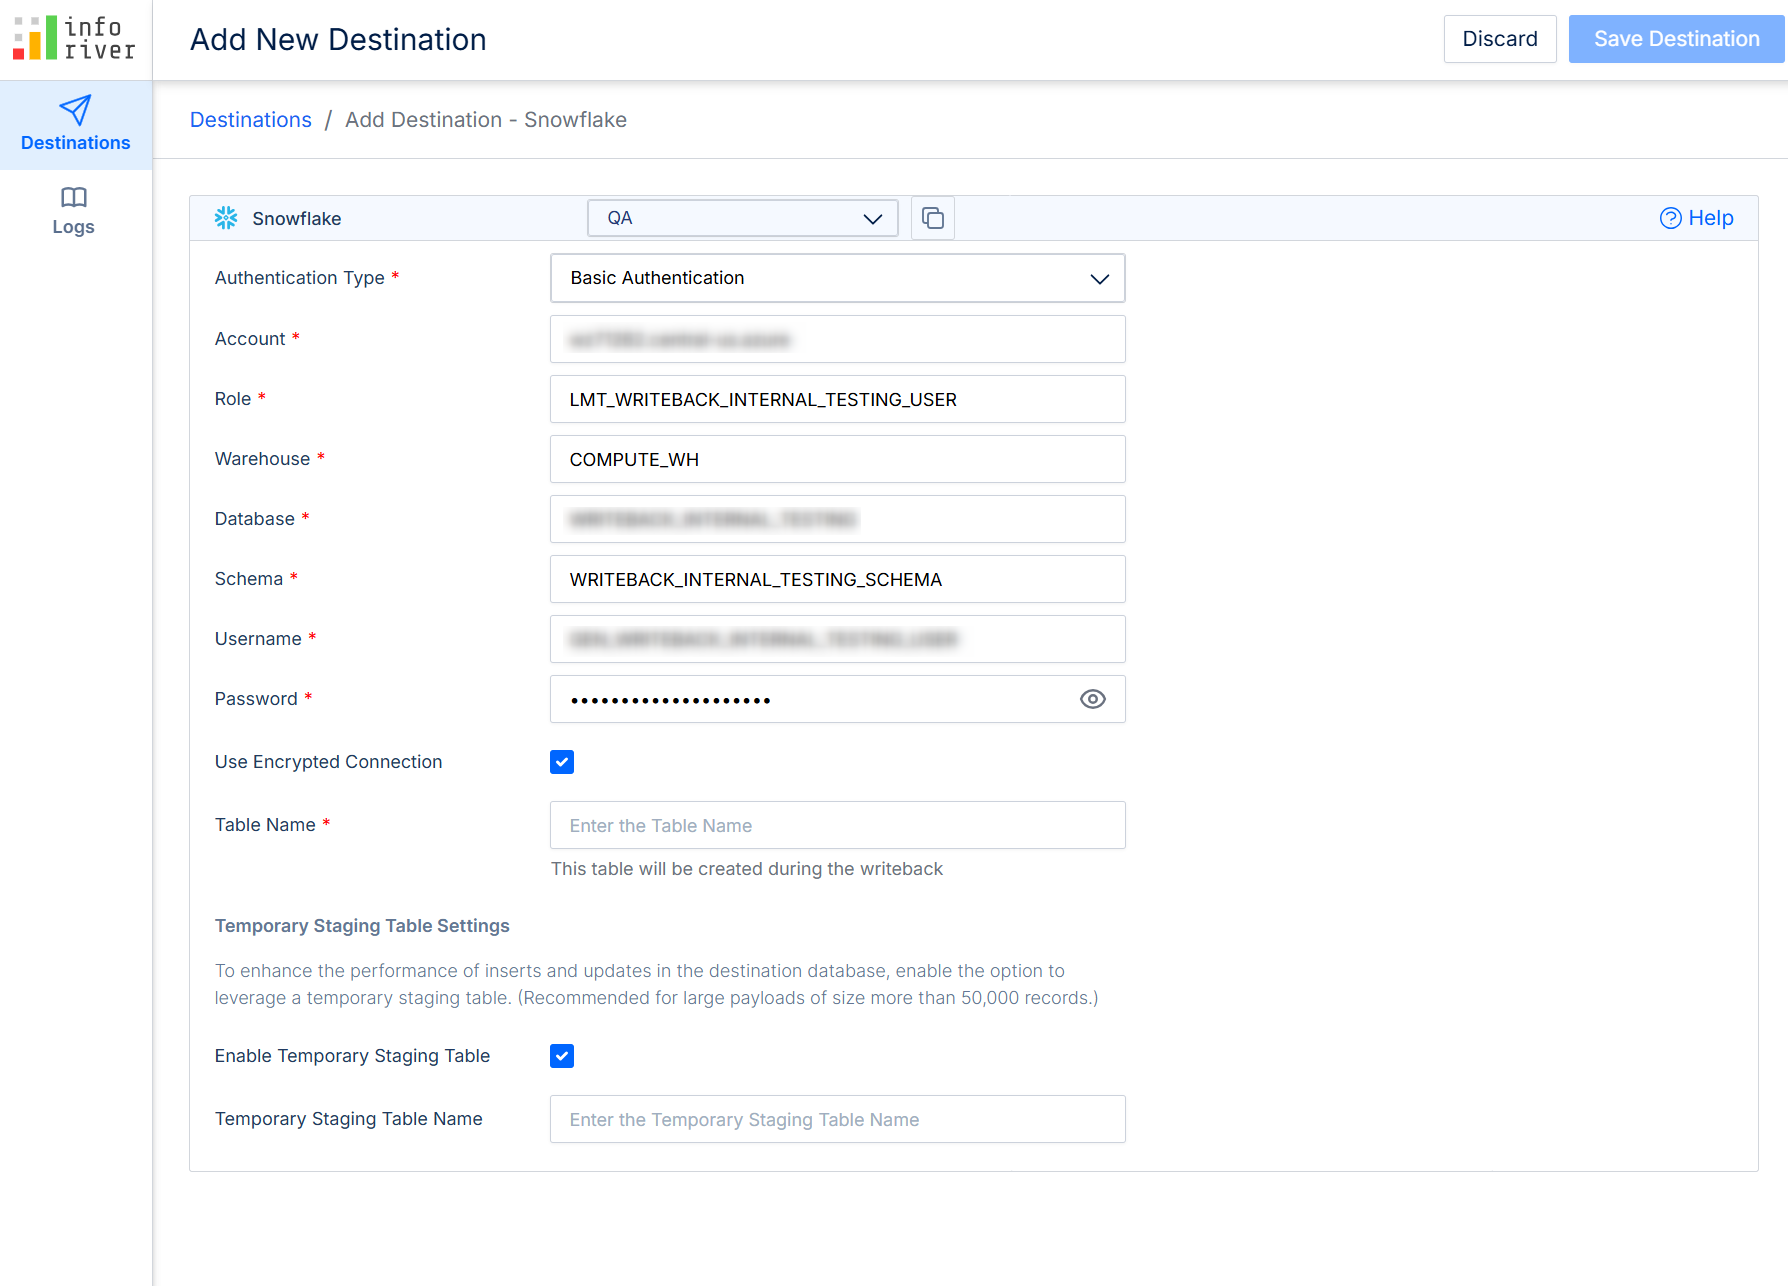 info
river
Add New Destination
Discard
Save Destination
Destinations
Logs
Destinations / Add Destination - Snowflake
Snowflake
QA
Help
Authentication Type *
Basic Authentication
Account *
Role *
LMT_WRITEBACK_INTERNAL_TESTING_USER
Warehouse *
COMPUTE_WH
Database *
Schema *
WRITEBACK_INTERNAL_TESTING_SCHEMA
Username *
Password *
••••••••••••••••••••
Use Encrypted Connection
Table Name *
Enter the Table Name
This table will be created during the writeback
Temporary Staging Table Settings
To enhance the performance of inserts and updates in the destination database, enable the option to
leverage a temporary staging table. (Recommended for large payloads of size more than 50,000 records.)
Enable Temporary Staging Table
Temporary Staging Table Name
Enter the Temporary Staging Table Name